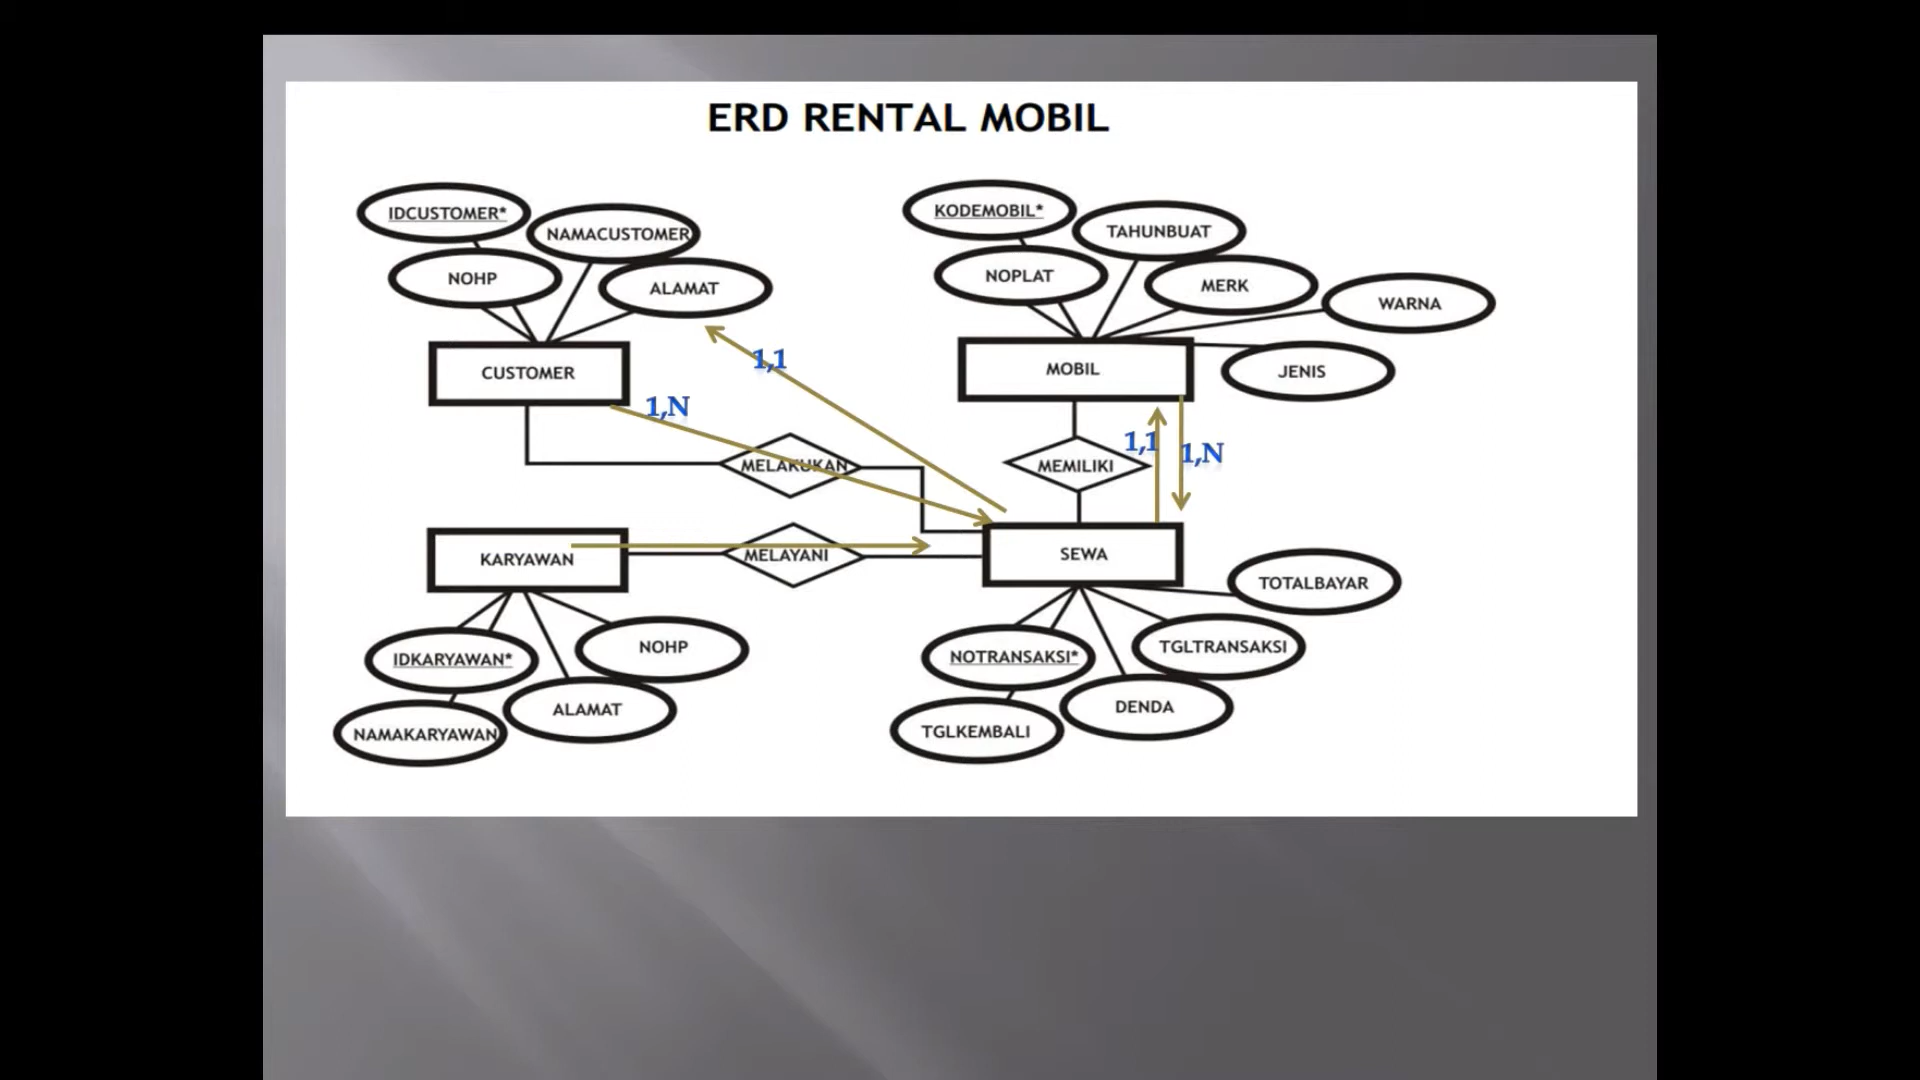 ERD RENTAL MOBIL
IDCUSTOMER*
NAMACUSTOMER
NOHP
ALAMAT
CUSTOMER
KODEMOBIL*
TAHUNBUAT
NOPLAT
MERK
WARNA
MOBIL
JENIS
1,1
1,N
MELAKUKAN
MEMILIKI
1,1
1,N
KARYAWAN
MELAYANI
SEWA
IDKARYAWAN*
NOHP
ALAMAT
NAMAKARYAWAN
TOTALBAYAR
NOTRANSAKSI*
TGLTRANSAKSI
DENDA
TGLKEMBALI